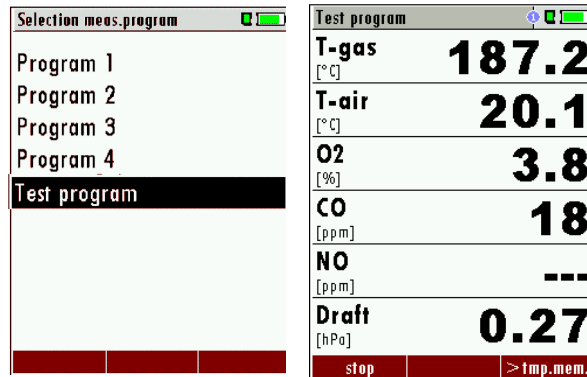 Selection meas.program
Program 1
Program 2
Program 3
Program 4
Test program
Test program
T-gas 187.2
[°C]
T-air 20.1
[°C]
O2 3.8
[%]
CO 18
[ppm]
NO ---
[ppm]
Draft 0.27
[hPa]
stop >tmp.mem